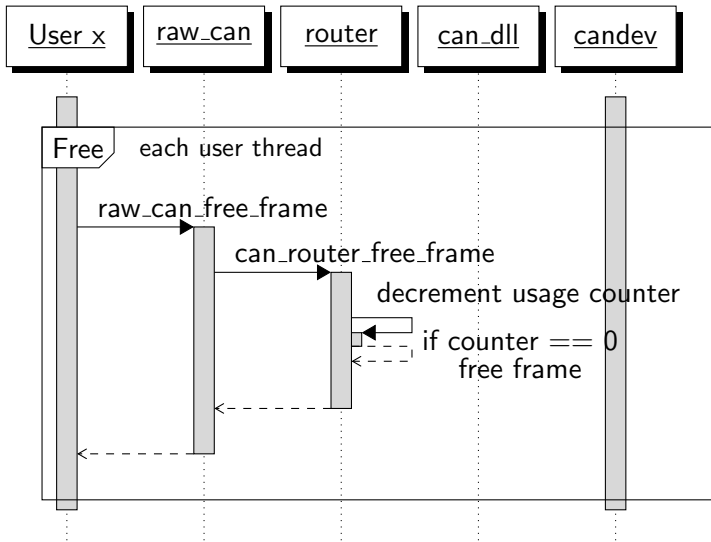 User x
raw_can
router
can_dll
candev
Free
each user thread
raw_can_free_frame
can_router_free_frame
decrement usage counter
if counter == 0
free frame